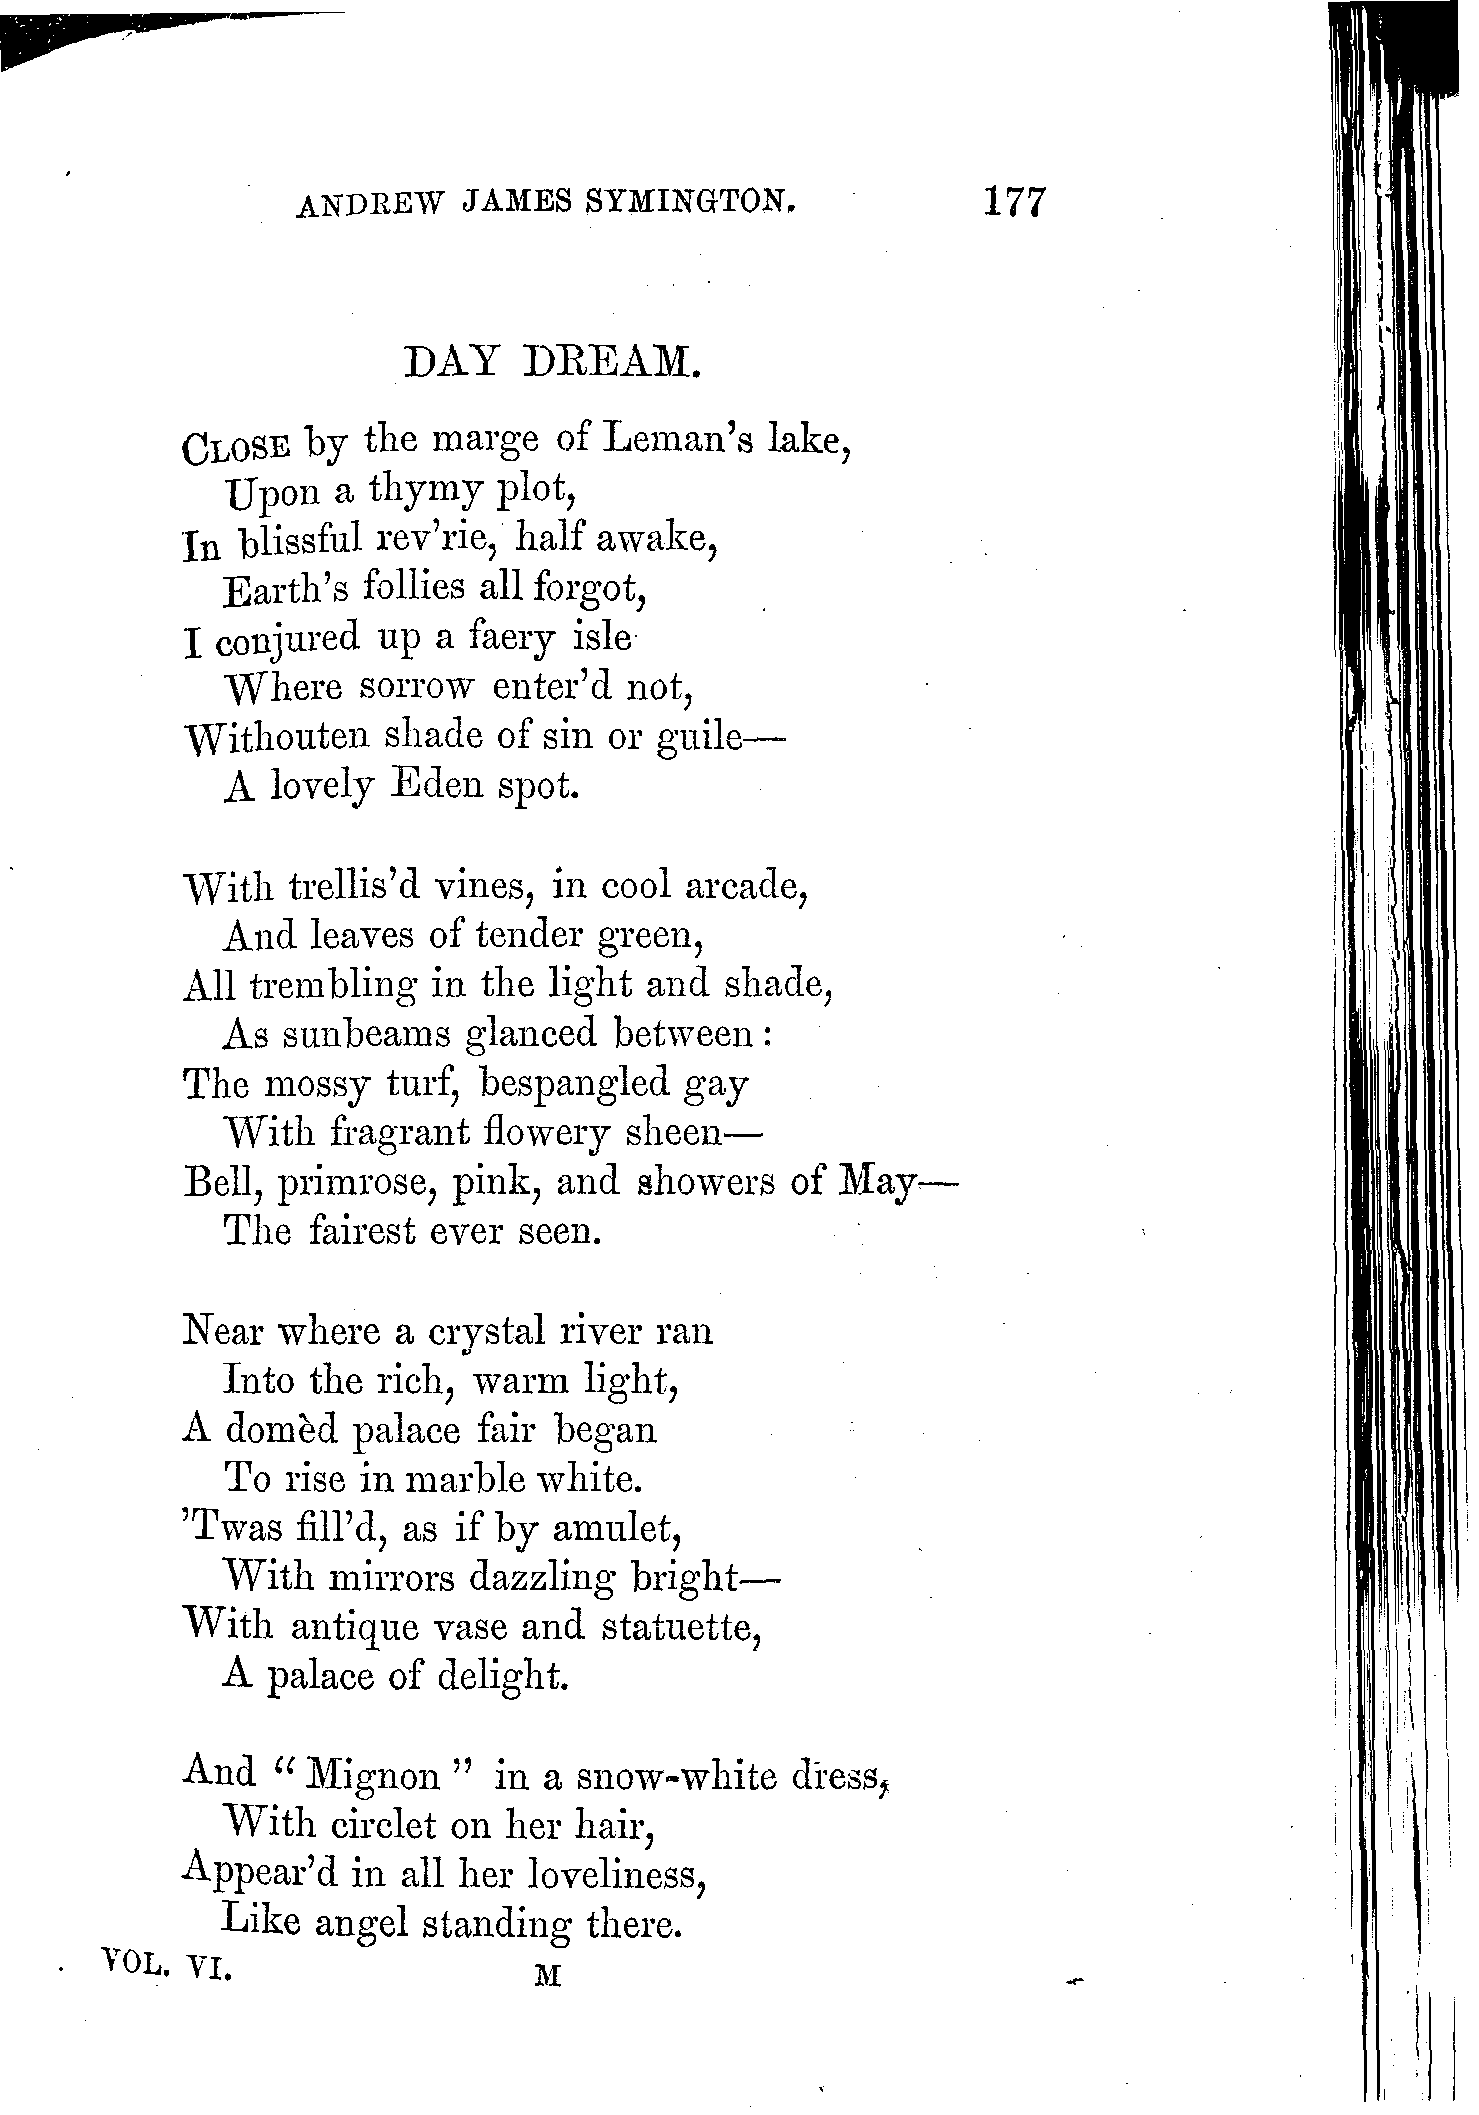 ANDREW JAMES SYMINGTON. 177
DAY DREAM.
CLOSE by the marge of Leman's lake,
Upon a thymy plot,
In blissful rev'rie, half awake,
Earth's follies all forgot,
I conjured up a faery isle
Where sorrow enter'd not,
Withouten shade of sin or guile—
A lovely Eden spot.
With trellis'd vines, in cool arcade,
And leaves of tender green,
All trembling in the light and shade,
As sunbeams glanced between:
The mossy turf, bespangled gay
With fragrant flowery sheen—
Bell, primrose, pink, and showers of May—
The fairest ever seen.
Near where a crystal river ran
Into the rich, warm light,
A domèd palace fair began
To rise in marble white.
'Twas fill'd, as if by amulet,
With mirrors dazzling bright—
With antique vase and statuette,
A palace of delight.
And "Mignon" in a snow-white dress,
With circlet on her hair,
Appear'd in all her loveliness,
Like angel standing there.
VOL. VI. M